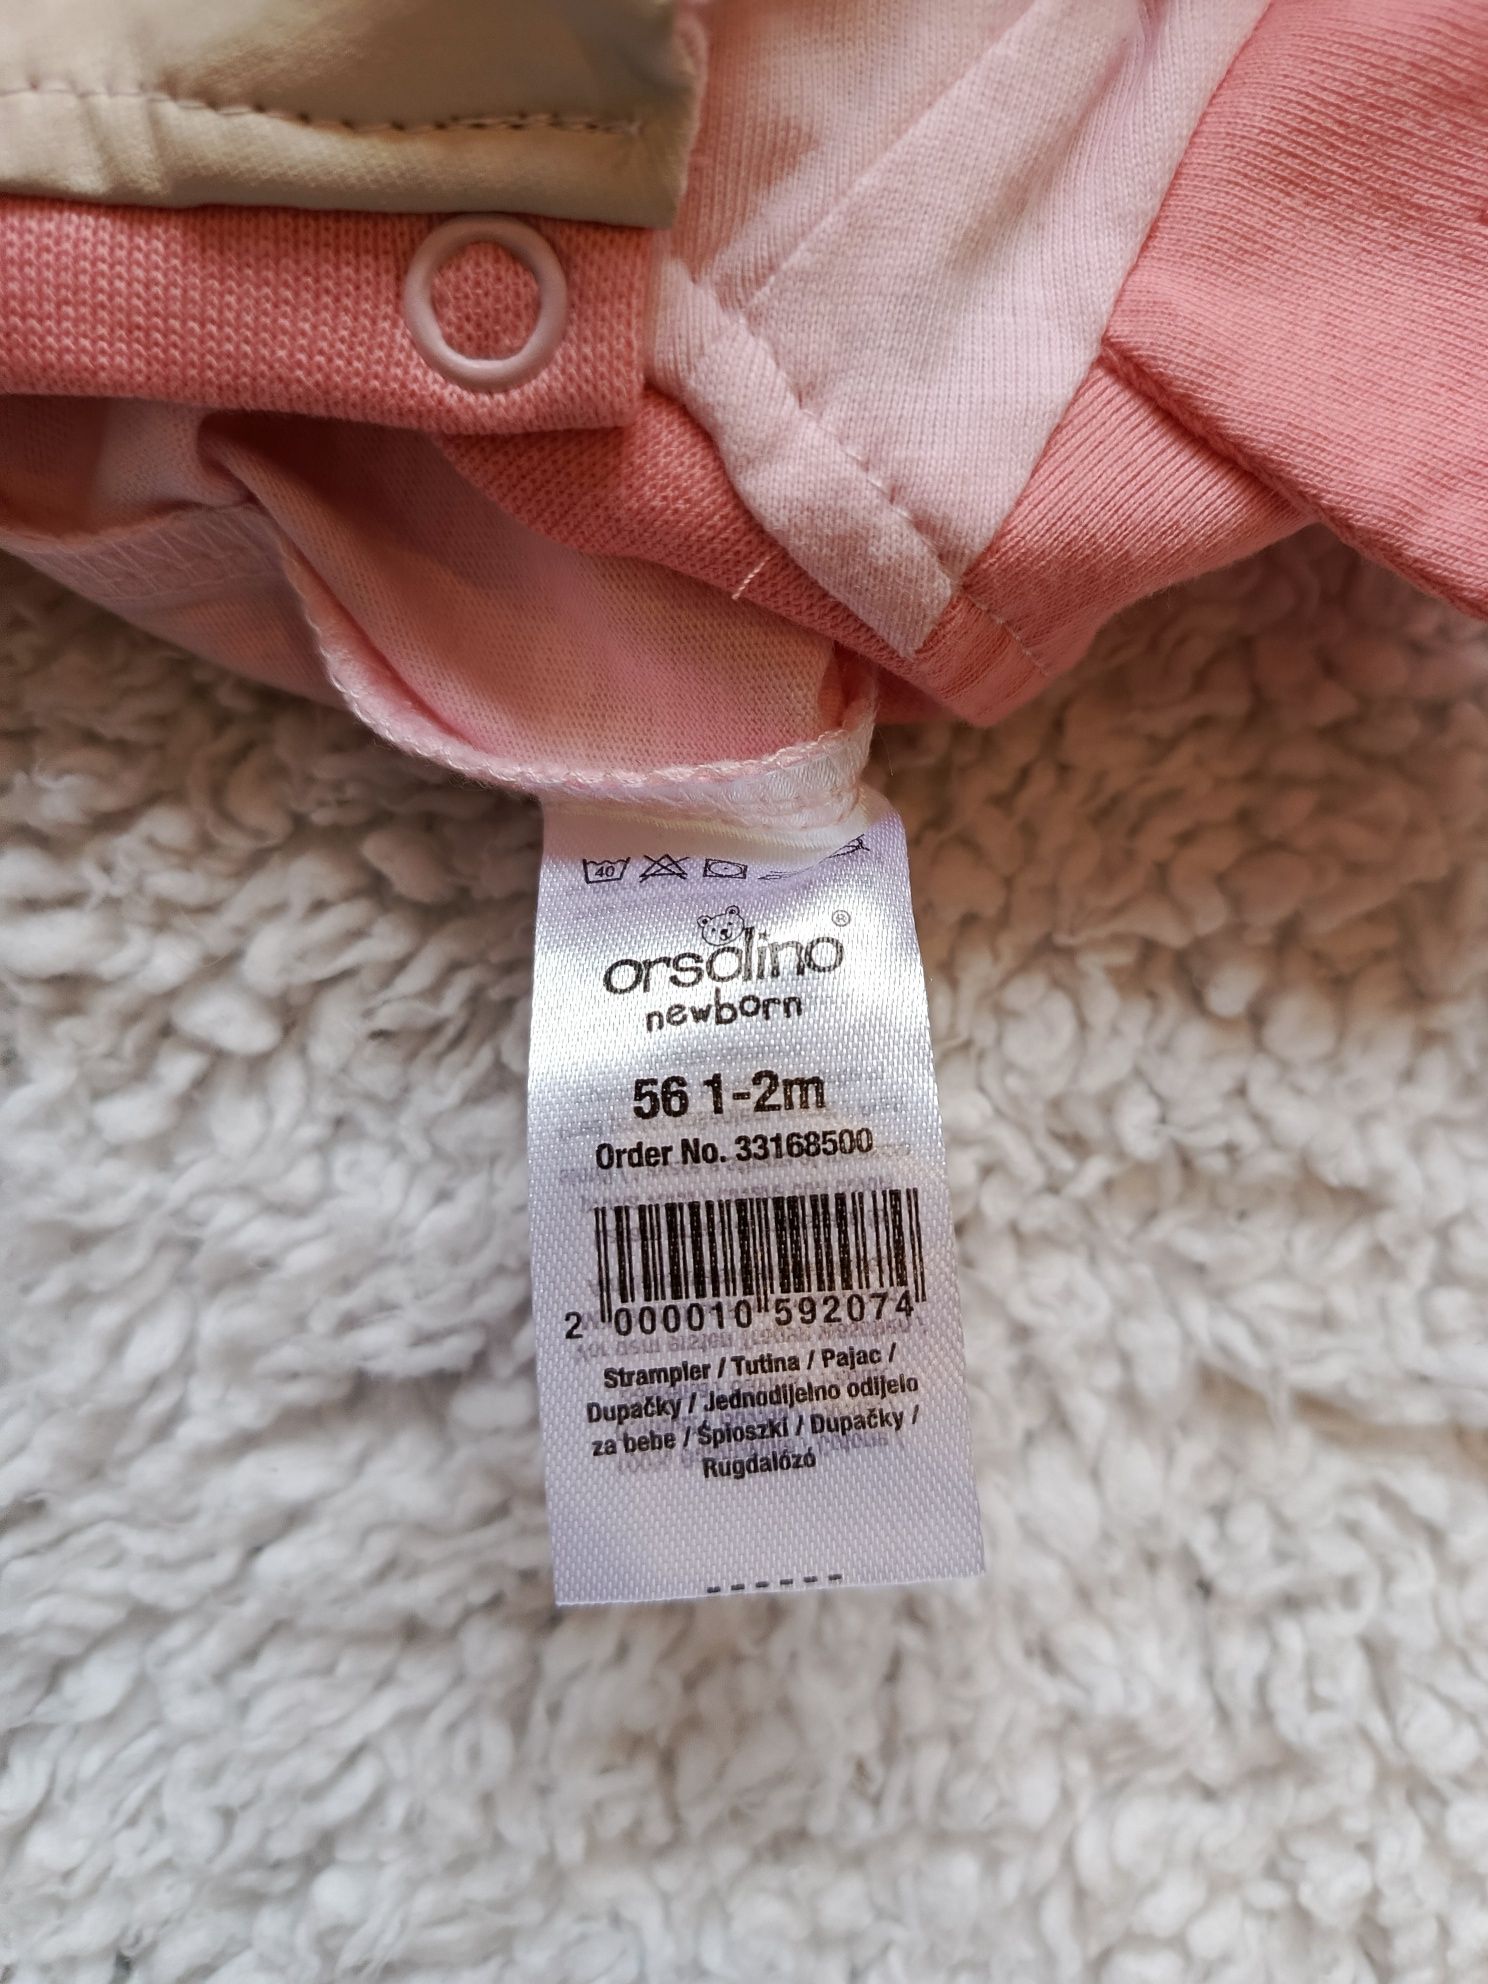 40
orsolino®
newborn
56 1-2m
Order No. 33168500
2 000010 592074
Strampler / Tutina / Pajac /
Dupačky / Jednodijelno odijelo
za bebe / Śpioszki / Dupačky /
Rugdalózó